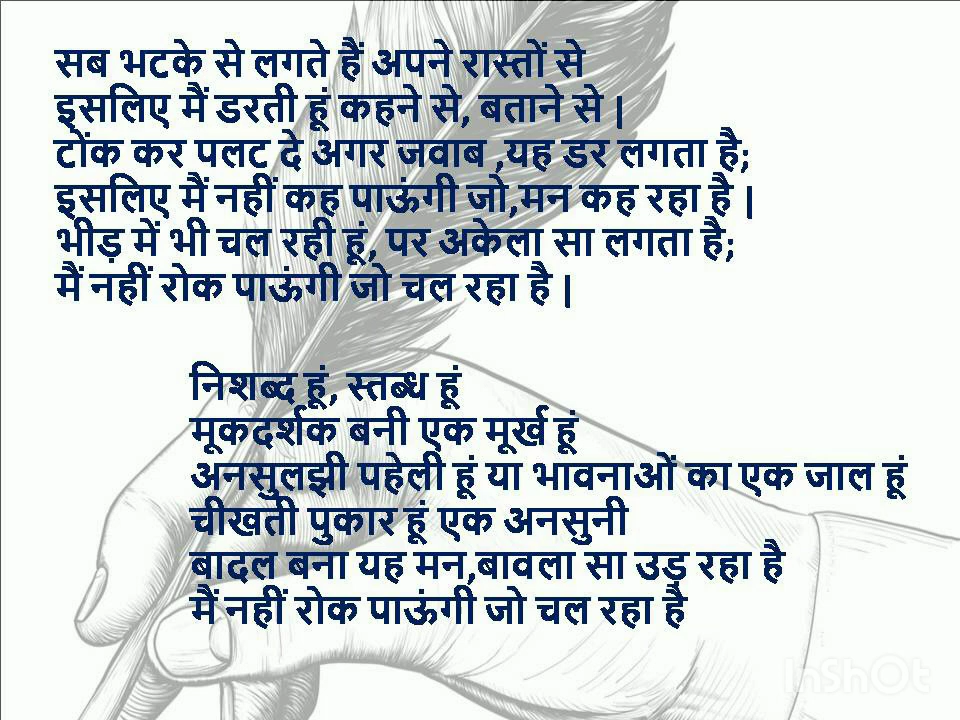 सब भटके से लगते हैं अपने रास्तों से
इसलिए मैं डरती हूं कहने से, बताने से |
टोंक कर पलट दे अगर जवाब ,यह डर लगता है;
इसलिए मैं नहीं कह पाऊंगी जो,मन कह रहा है |
भीड़ में भी चल रही हूं, पर अकेला सा लगता है;
मैं नहीं रोक पाऊंगी जो चल रहा है |
निशब्द हूं, स्तब्ध हूं
मूकदर्शक बनी एक मूर्ख हूं
अनसुलझी पहेली हूं या भावनाओं का एक जाल हूं
चीखती पुकार हूं एक अनसुनी
बादल बना यह मन,बावला सा उड़ रहा है
मैं नहीं रोक पाऊंगी जो चल रहा है
InShOt